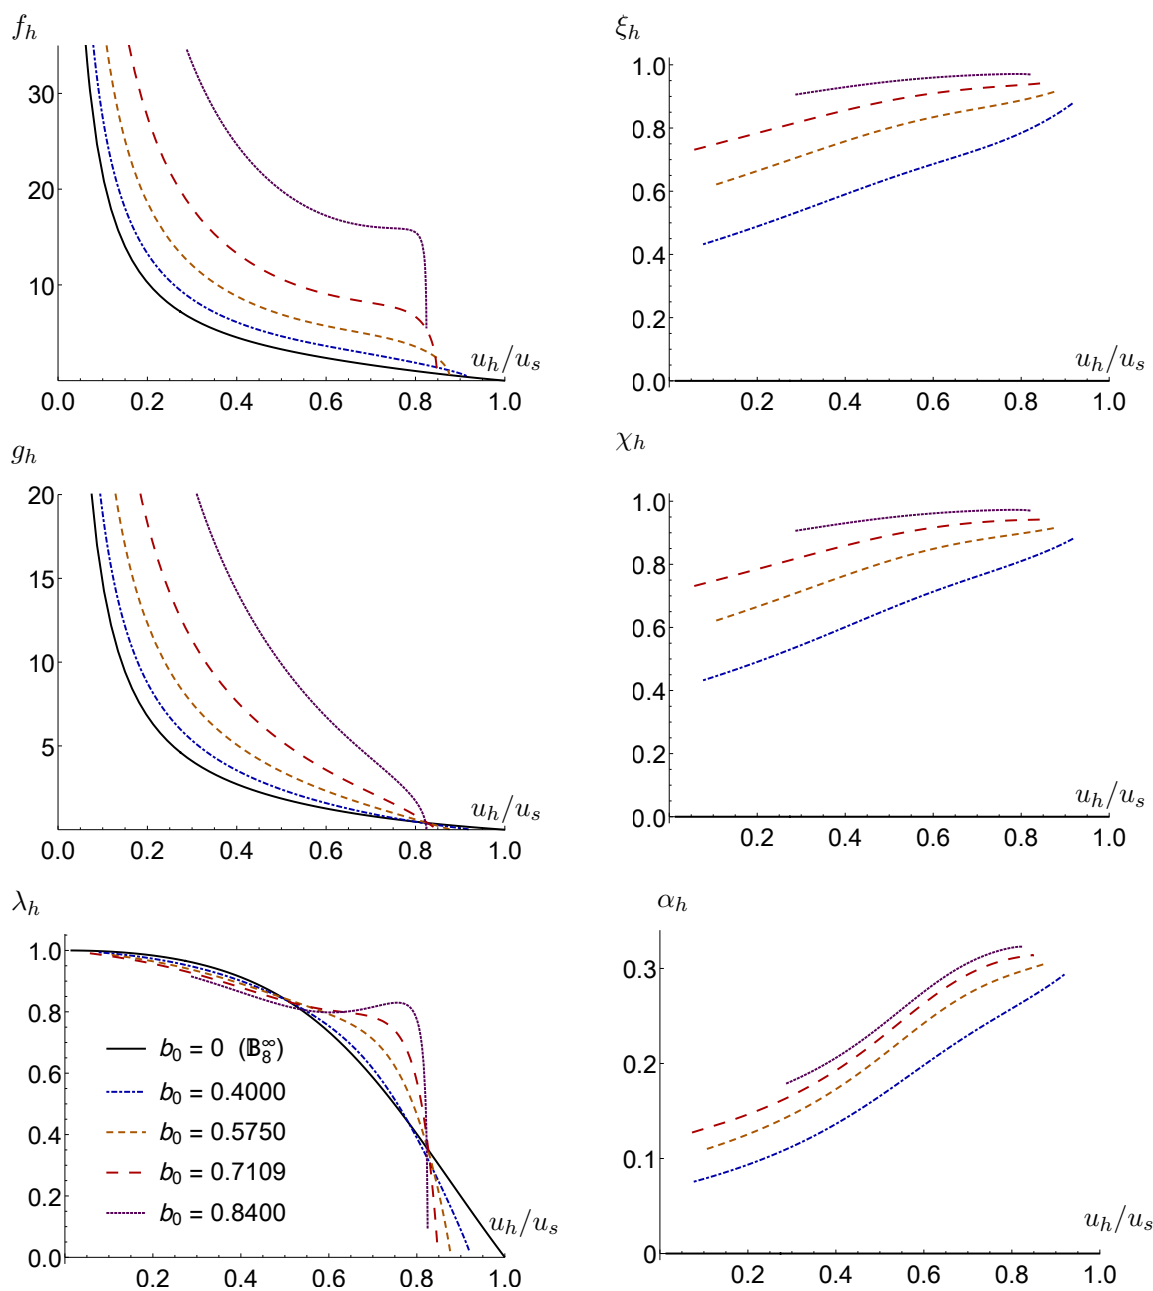 f_h
30
20
10
0.0 0.2 0.4 0.6 0.8 1.0
u_h/u_s
ξ_h
1.0
0.8
0.6
0.4
0.2
0.0
0.2 0.4 0.6 0.8 1.0
u_h/u_s
g_h
20
15
10
5
0.0 0.2 0.4 0.6 0.8 1.0
u_h/u_s
χ_h
1.0
0.8
0.6
0.4
0.2
0.0
0.2 0.4 0.6 0.8 1.0
u_h/u_s
λ_h
1.0
0.8
0.6
0.4
0.2
0.0
0.2 0.4 0.6 0.8 1.0
u_h/u_s
b_0 = 0 (𝔹_8^∞)
b_0 = 0.4000
b_0 = 0.5750
b_0 = 0.7109
b_0 = 0.8400
α_h
0.3
0.2
0.1
0
0.2 0.4 0.6 0.8 1.0
u_h/u_s